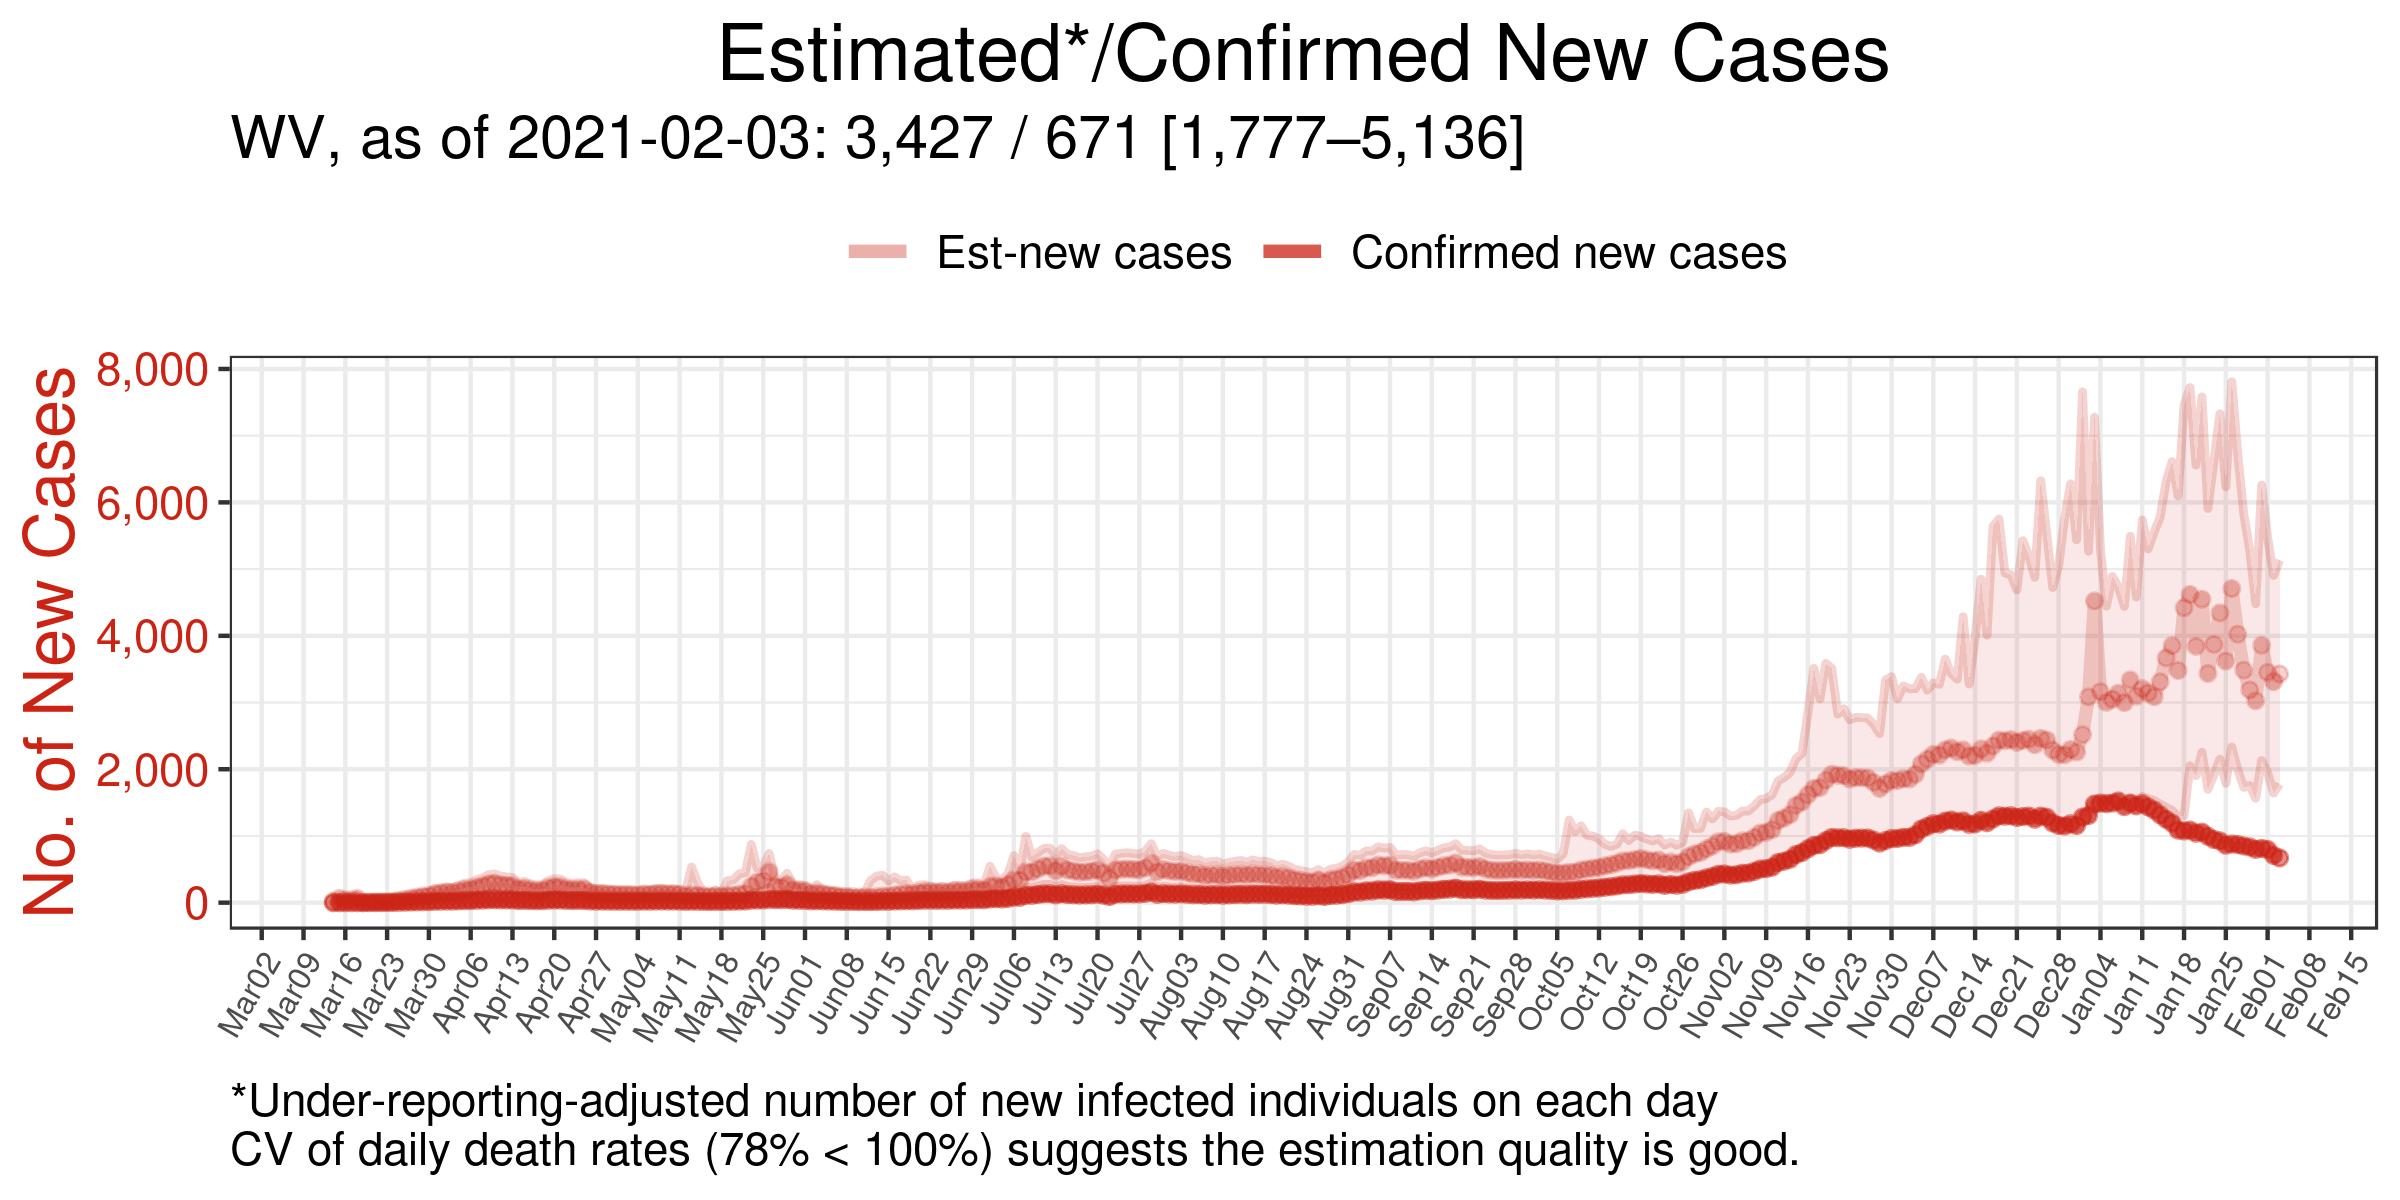 Estimated*/Confirmed New Cases
WV, as of 2021-02-03: 3,427 / 671 [1,777–5,136]
Est-new cases
Confirmed new cases
No. of New Cases
8,000
6,000
4,000
2,000
0
Mar02
Mar09
Mar16
Mar23
Mar30
Apr06
Apr13
Apr20
Apr27
May04
May11
May18
May25
Jun01
Jun08
Jun15
Jun22
Jun29
Jul06
Jul13
Jul20
Jul27
Aug03
Aug10
Aug17
Aug24
Aug31
Sep07
Sep14
Sep21
Sep28
Oct05
Oct12
Oct19
Oct26
Nov02
Nov09
Nov16
Nov23
Nov30
Dec07
Dec14
Dec21
Dec28
Jan04
Jan11
Jan18
Jan25
Feb01
Feb08
Feb15
*Under-reporting-adjusted number of new infected individuals on each day
CV of daily death rates (78% < 100%) suggests the estimation quality is good.